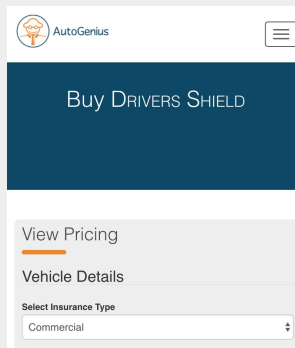 AutoGenius
Buy Drivers Shield
View Pricing
Vehicle Details
Select Insurance Type
Commercial